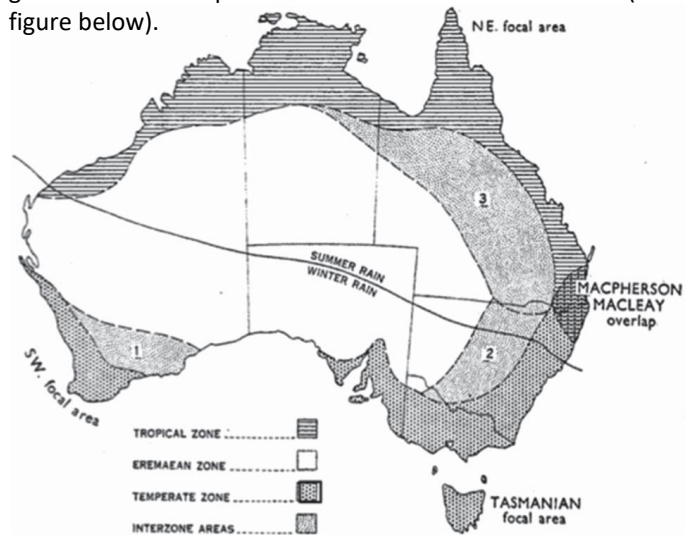 figure below).
NE. focal area
3
SUMMER RAIN
WINTER RAIN
MACPHERSON
MACLEAY
overlap
1
2
SW. focal area
TROPICAL ZONE
EREMAEAN ZONE
TEMPERATE ZONE
INTERZONE AREAS
TASMANIAN
focal area